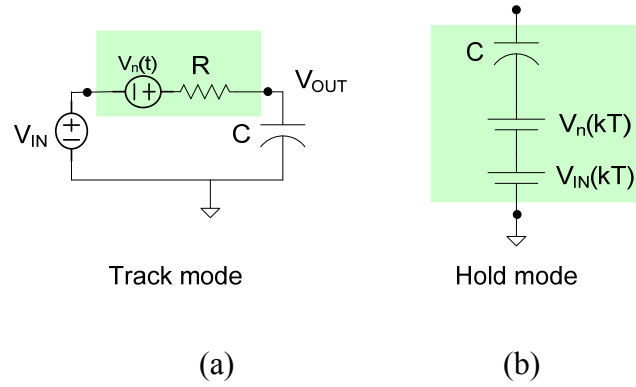 Vn(t)
R
VOUT
VIN
C
Track mode
(a)
C
Vn(kT)
VIN(kT)
Hold mode
(b)